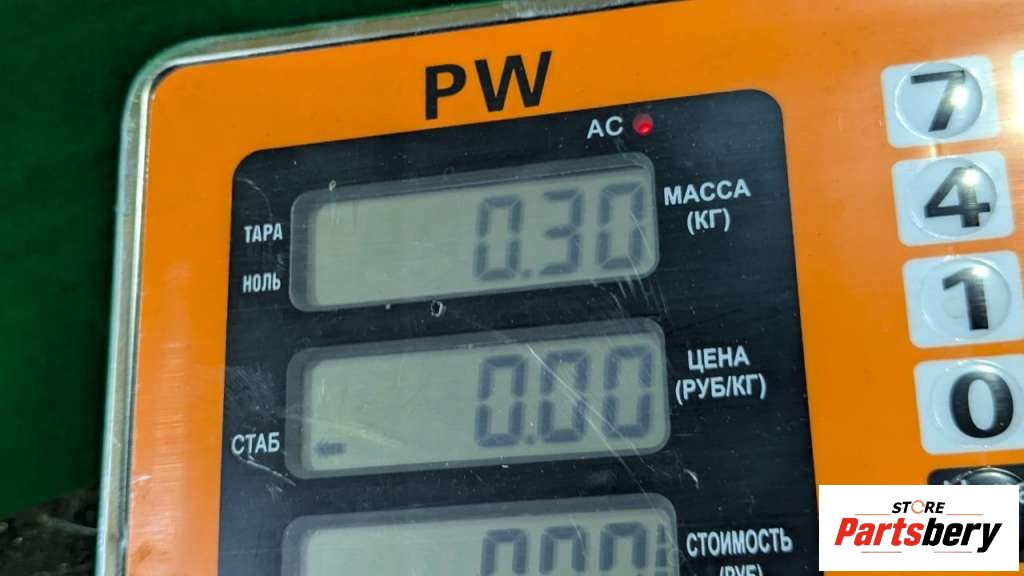 PW
AC
ТАРА
НОЛЬ
0.30
МАССА
(КГ)
СТАБ
0.00
ЦЕНА
(РУБ/КГ)
СТОИМОСТЬ
(РУБ)
7
4
1
0
STORE
Partsbery